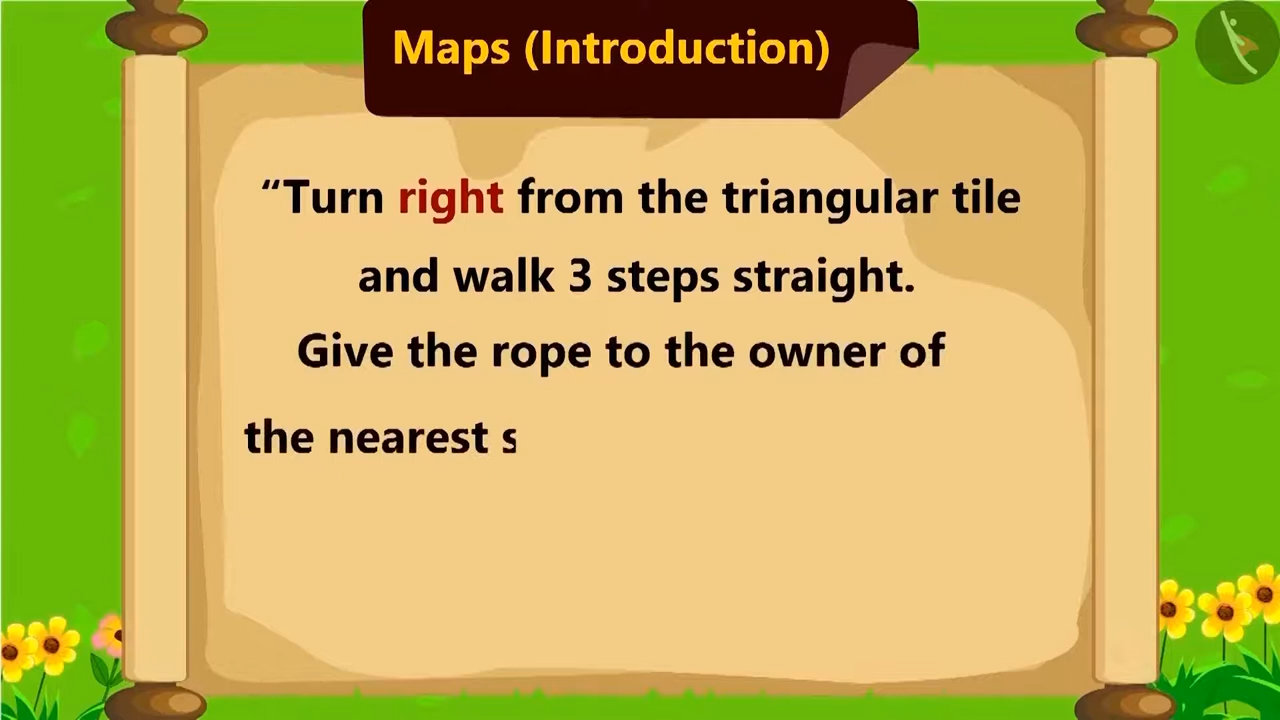 Maps (Introduction)
“Turn right from the triangular tile
and walk 3 steps straight.
Give the rope to the owner of
the nearest s